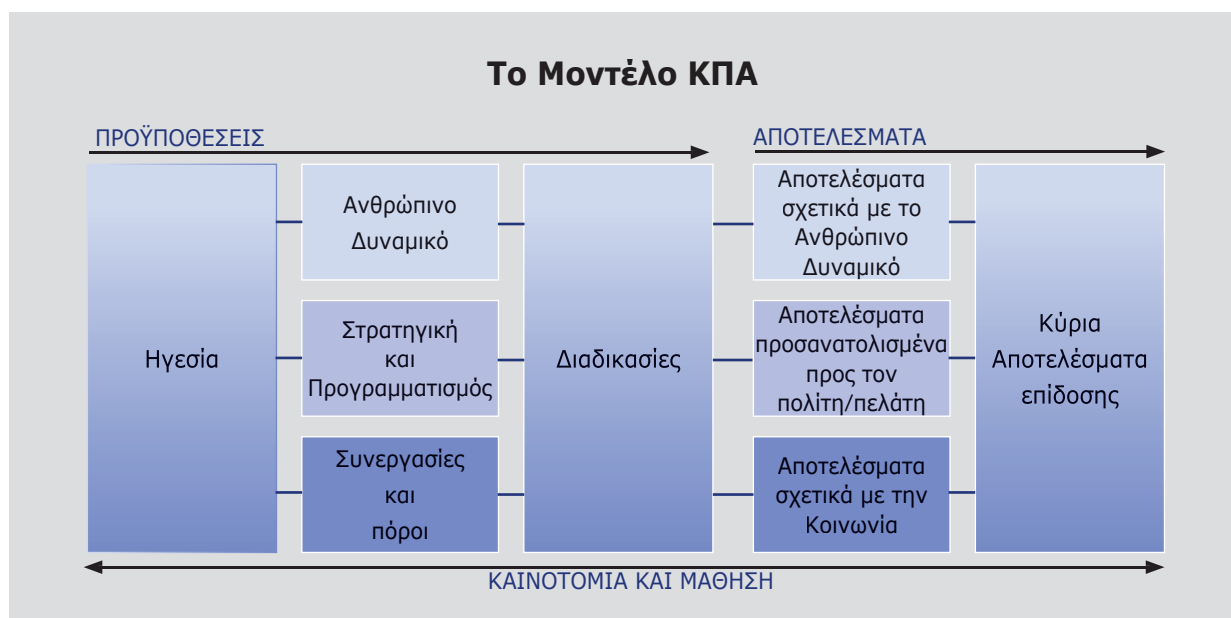 Το Μοντέλο ΚΠΑ
ΠΡΟΫΠΟΘΕΣΕΙΣ
ΑΠΟΤΕΛΕΣΜΑΤΑ
Ηγεσία
Ανθρώπινο
Δυναμικό
Στρατηγική
και
Προγραμματισμός
Συνεργασίες
και
πόροι
Διαδικασίες
Αποτελέσματα
σχετικά με το
Ανθρώπινο
Δυναμικό
Αποτελέσματα
προσανατολισμένα
προς τον
πολίτη/πελάτη
Αποτελέσματα
σχετικά με την
Κοινωνία
Κύρια
Αποτελέσματα
επίδοσης
ΚΑΙΝΟΤΟΜΙΑ ΚΑΙ ΜΑΘΗΣΗ